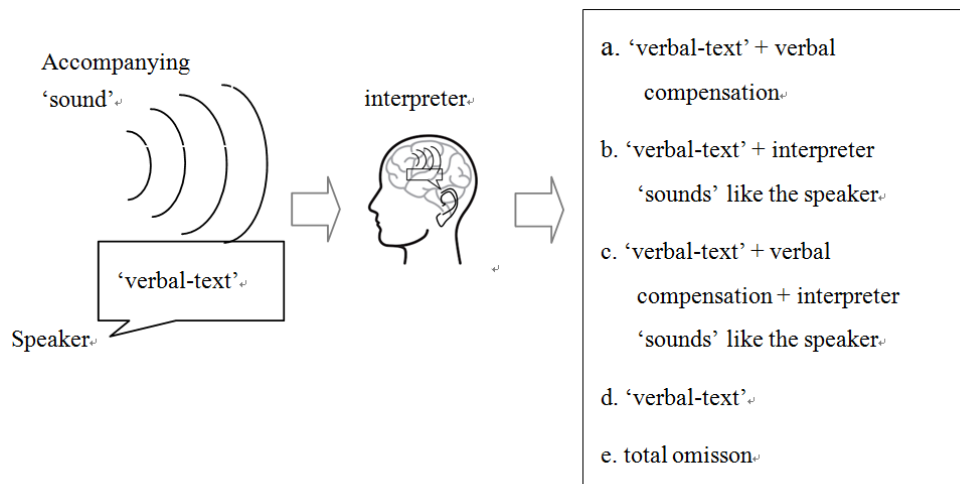 Accompanying
‘sound’
interpreter
‘verbal-text’
Speaker
a. ‘verbal-text’ + verbal
compensation
b. ‘verbal-text’ + interpreter
‘sounds’ like the speaker
c. ‘verbal-text’ + verbal
compensation + interpreter
‘sounds’ like the speaker
d. ‘verbal-text’
e. total omisson